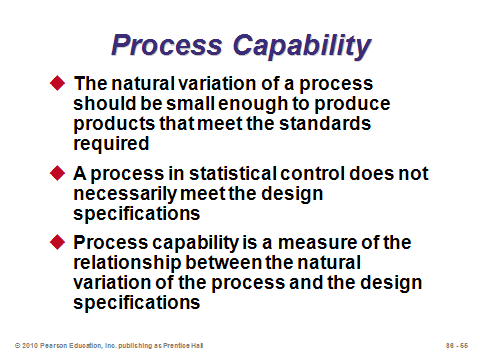 Process Capability
The natural variation of a process
should be small enough to produce
products that meet the standards
required
A process in statistical control does not
necessarily meet the design
specifications
Process capability is a measure of the
relationship between the natural
variation of the process and the design
specifications
© 2010 Pearson Education, Inc. publishing as Prentice Hall
S6 - 55